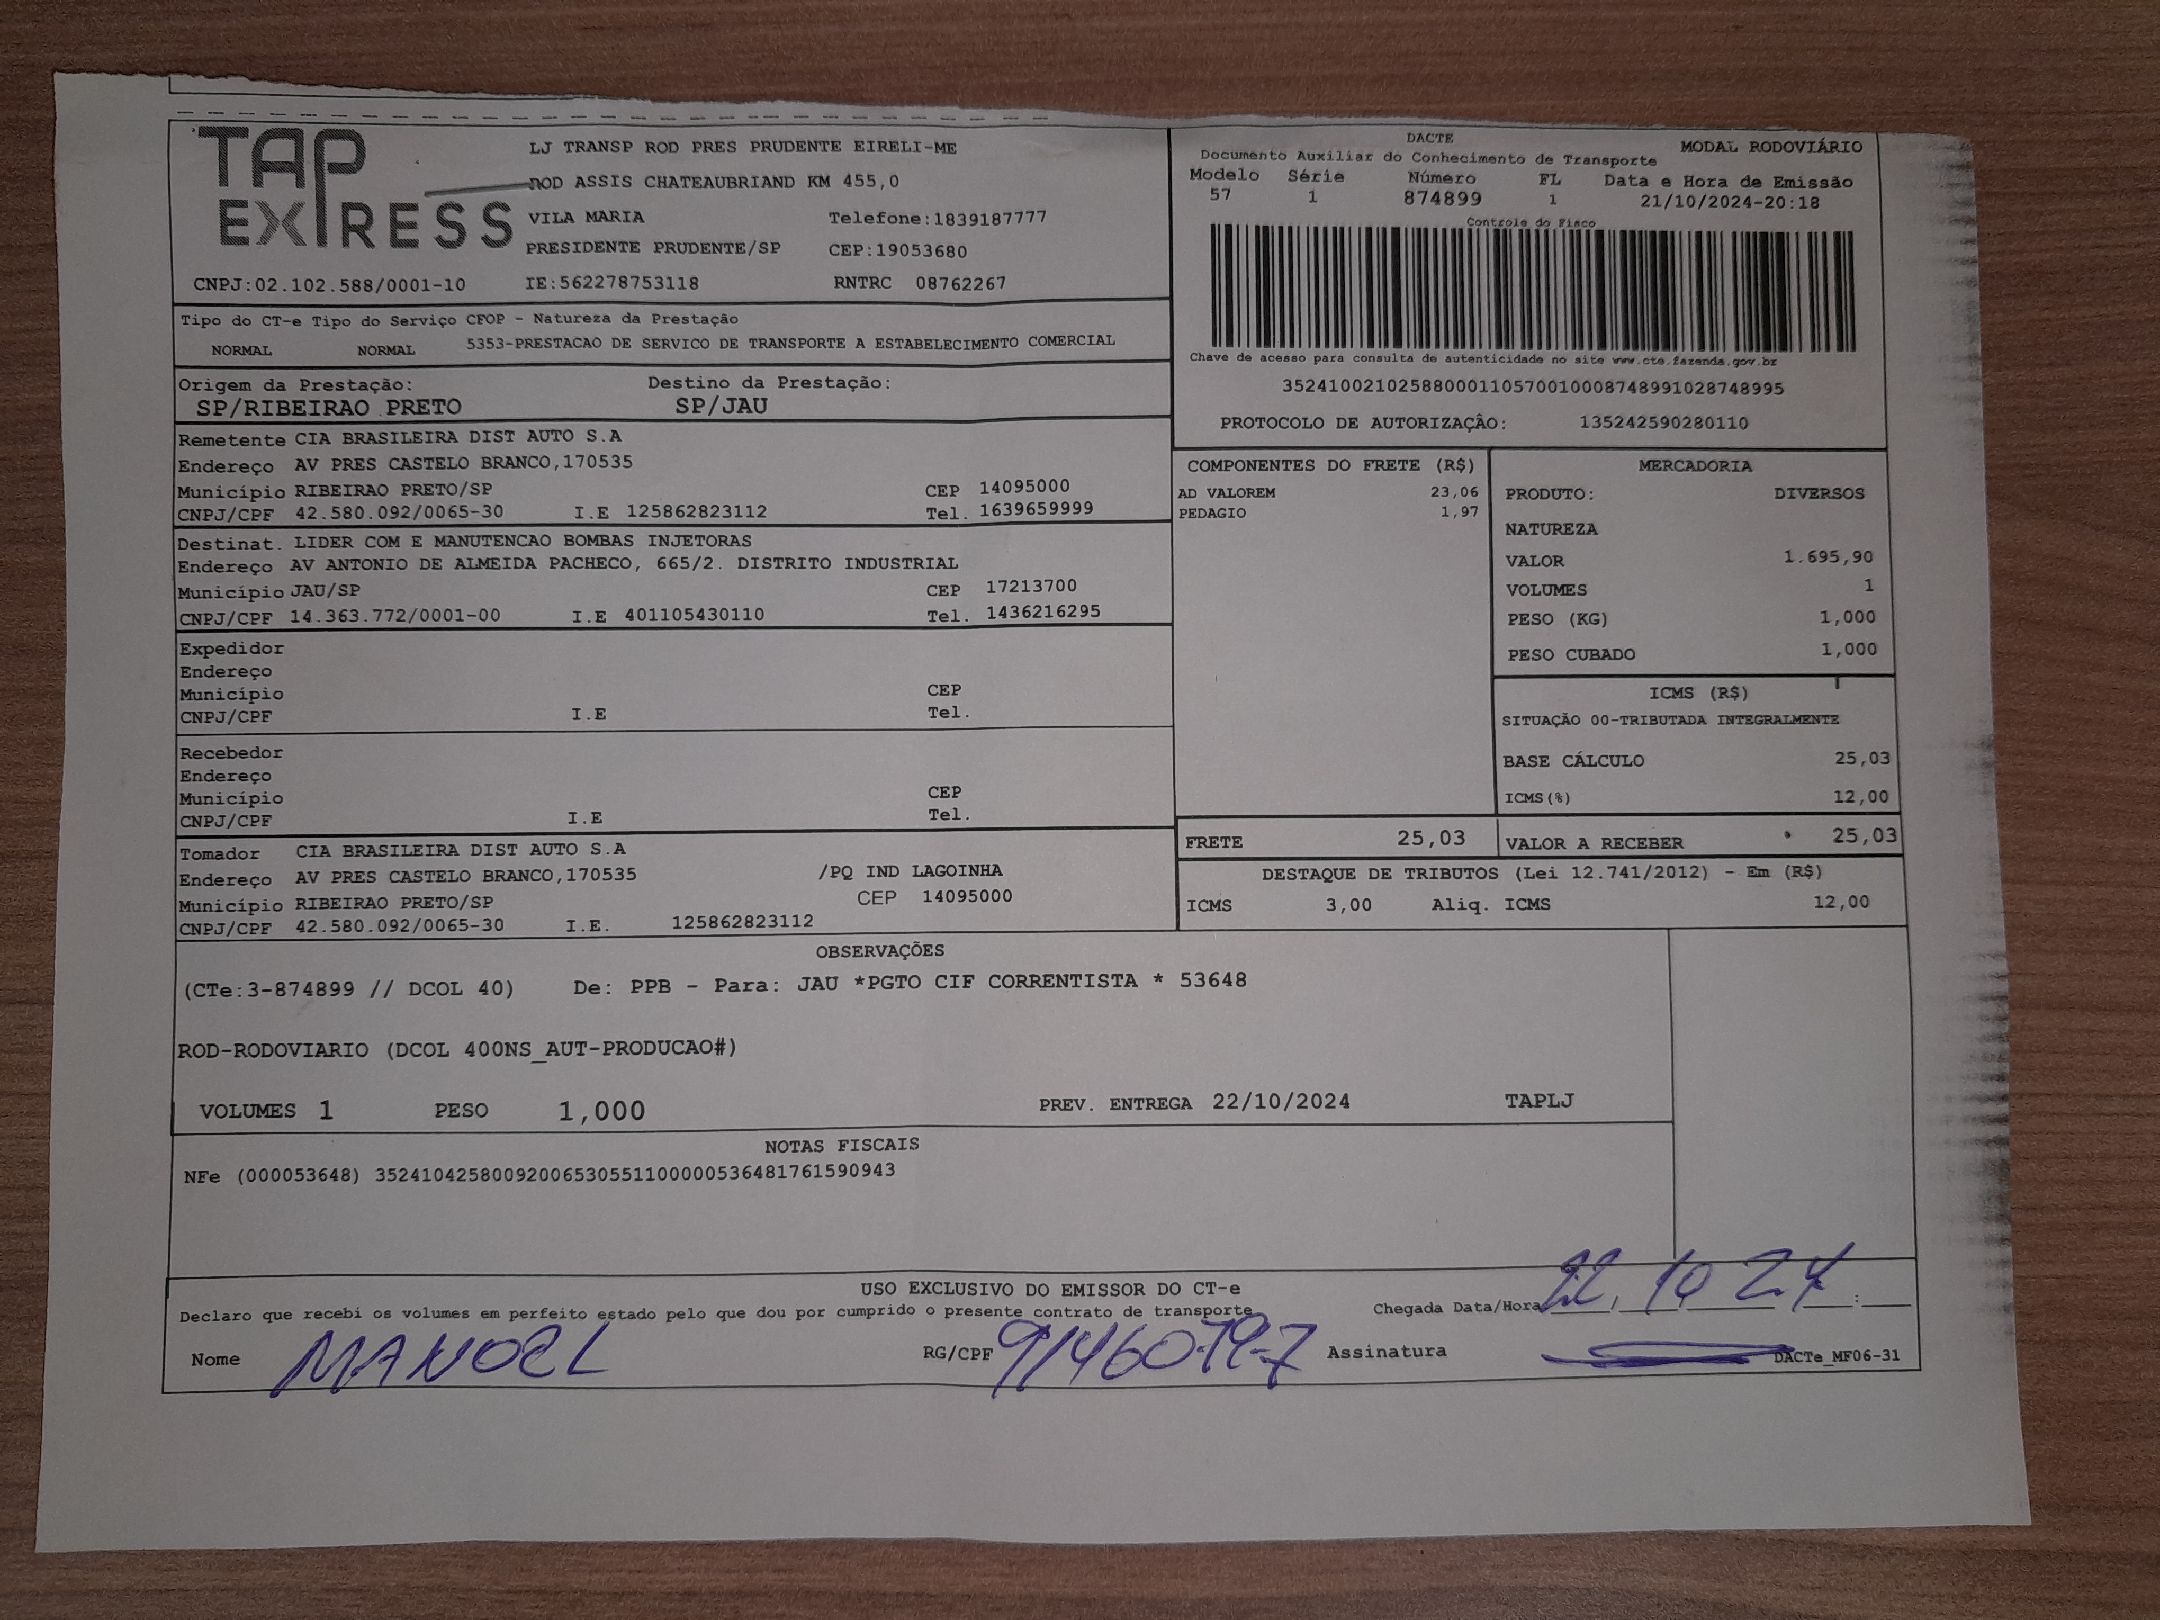 TAP EXPRESS
LJ TRANSP ROD PRES PRUDENTE EIRELI-ME
ROD ASSIS CHATEAUBRIAND KM 455,0
VILA MARIA Telefone:1839187777
PRESIDENTE PRUDENTE/SP CEP:19053680
CNPJ:02.102.588/0001-10 IE:562278753118 RNTRC 08762267
DACTE
Documento Auxiliar do Conhecimento de Transporte
MODAL RODOVIÁRIO
Modelo Série Número FL Data e Hora de Emissão
57 1 874899 1 21/10/2024-20:18
Controle do Fisco
Chave de acesso para consulta de autenticidade no site www.cte.fazenda.gov.br
35241002102588000110570010008748991028748995
PROTOCOLO DE AUTORIZAÇÃO: 135242590280110
Tipo do CT-e Tipo do Serviço CFOP - Natureza da Prestação
NORMAL NORMAL 5353-PRESTACAO DE SERVICO DE TRANSPORTE A ESTABELECIMENTO COMERCIAL
Origem da Prestação: Destino da Prestação:
SP/RIBEIRAO PRETO SP/JAU
Remetente CIA BRASILEIRA DIST AUTO S.A
Endereço AV PRES CASTELO BRANCO,170535
Município RIBEIRAO PRETO/SP CEP 14095000
CNPJ/CPF 42.580.092/0065-30 I.E 125862823112 Tel. 1639659999
Destinat. LIDER COM E MANUTENCAO BOMBAS INJETORAS
Endereço AV ANTONIO DE ALMEIDA PACHECO, 665/2. DISTRITO INDUSTRIAL
Município JAU/SP CEP 17213700
CNPJ/CPF 14.363.772/0001-00 I.E 401105430110 Tel. 1436216295
Expedidor
Endereço
Município CEP
CNPJ/CPF I.E Tel.
Recebedor
Endereço
Município CEP
CNPJ/CPF I.E Tel.
Tomador CIA BRASILEIRA DIST AUTO S.A
Endereço AV PRES CASTELO BRANCO,170535 /PQ IND LAGOINHA
Município RIBEIRAO PRETO/SP CEP 14095000
CNPJ/CPF 42.580.092/0065-30 I.E. 125862823112
COMPONENTES DO FRETE (R$)
AD VALOREM 23,06
PEDAGIO 1,97
MERCADORIA
PRODUTO: DIVERSOS
NATUREZA
VALOR 1.695,90
VOLUMES 1
PESO (KG) 1,000
PESO CUBADO 1,000
ICMS (R$)
SITUAÇÃO 00-TRIBUTADA INTEGRALMENTE
BASE CÁLCULO 25,03
ICMS(%) 12,00
FRETE 25,03 VALOR A RECEBER 25,03
DESTAQUE DE TRIBUTOS (Lei 12.741/2012) - Em (R$)
ICMS 3,00 Aliq. ICMS 12,00
OBSERVAÇÕES
(CTe:3-874899 // DCOL 40) De: PPB - Para: JAU *PGTO CIF CORRENTISTA * 53648
ROD-RODOVIARIO (DCOL 400NS_AUT-PRODUCAO#)
VOLUMES 1 PESO 1,000 PREV. ENTREGA 22/10/2024 TAPLJ
NOTAS FISCAIS
NFe (000053648) 35241042580092006530551100000536481761590943
USO EXCLUSIVO DO EMISSOR DO CT-e
Declaro que recebi os volumes em perfeito estado pelo que dou por cumprido o presente contrato de transporte
Chegada Data/Hora 22 10 24 :
Nome MANOEL RG/CPF Assinatura
DACTe_MF06-31